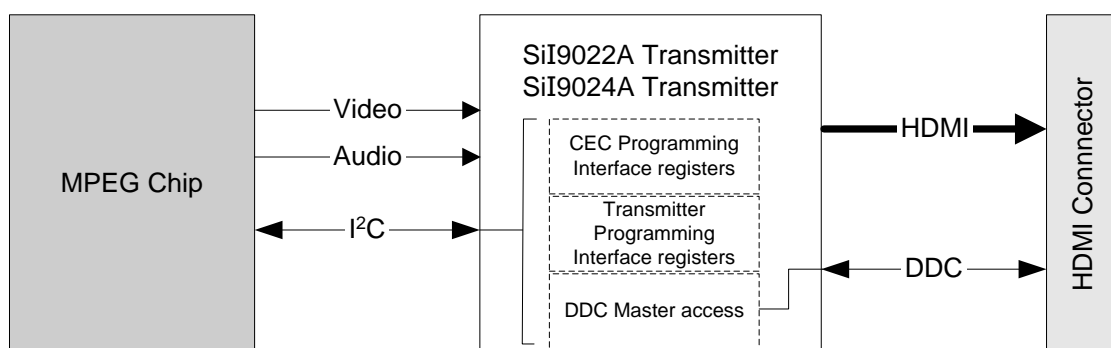 MPEG Chip
Video
Audio
I²C
SiI9022A Transmitter
SiI9024A Transmitter
CEC Programming
Interface registers
Transmitter
Programming
Interface registers
DDC Master access
HDMI
DDC
HDMI Connnector